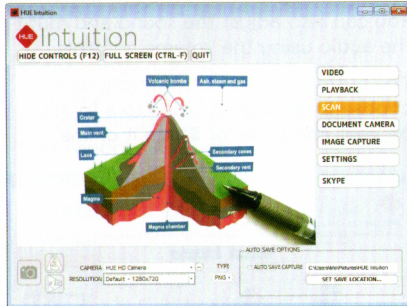 HUE Intuition
HUE Intuition
HIDE CONTROLS (F12) FULL SCREEN (CTRL-F) QUIT
Volcanic bombs
Ash, steam and gas
Crater
Main vent
Lava
Secondary cones
Secondary vent
Magma
Magma chamber
VIDEO
PLAYBACK
SCAN
DOCUMENT CAMERA
IMAGE CAPTURE
SETTINGS
SKYPE
CAMERA HUE HD Camera
TYPE
RESOLUTION Default - 1280x720
PNG
AUTO SAVE OPTIONS
AUTO SAVE CAPTURE
SET SAVE LOCATION...